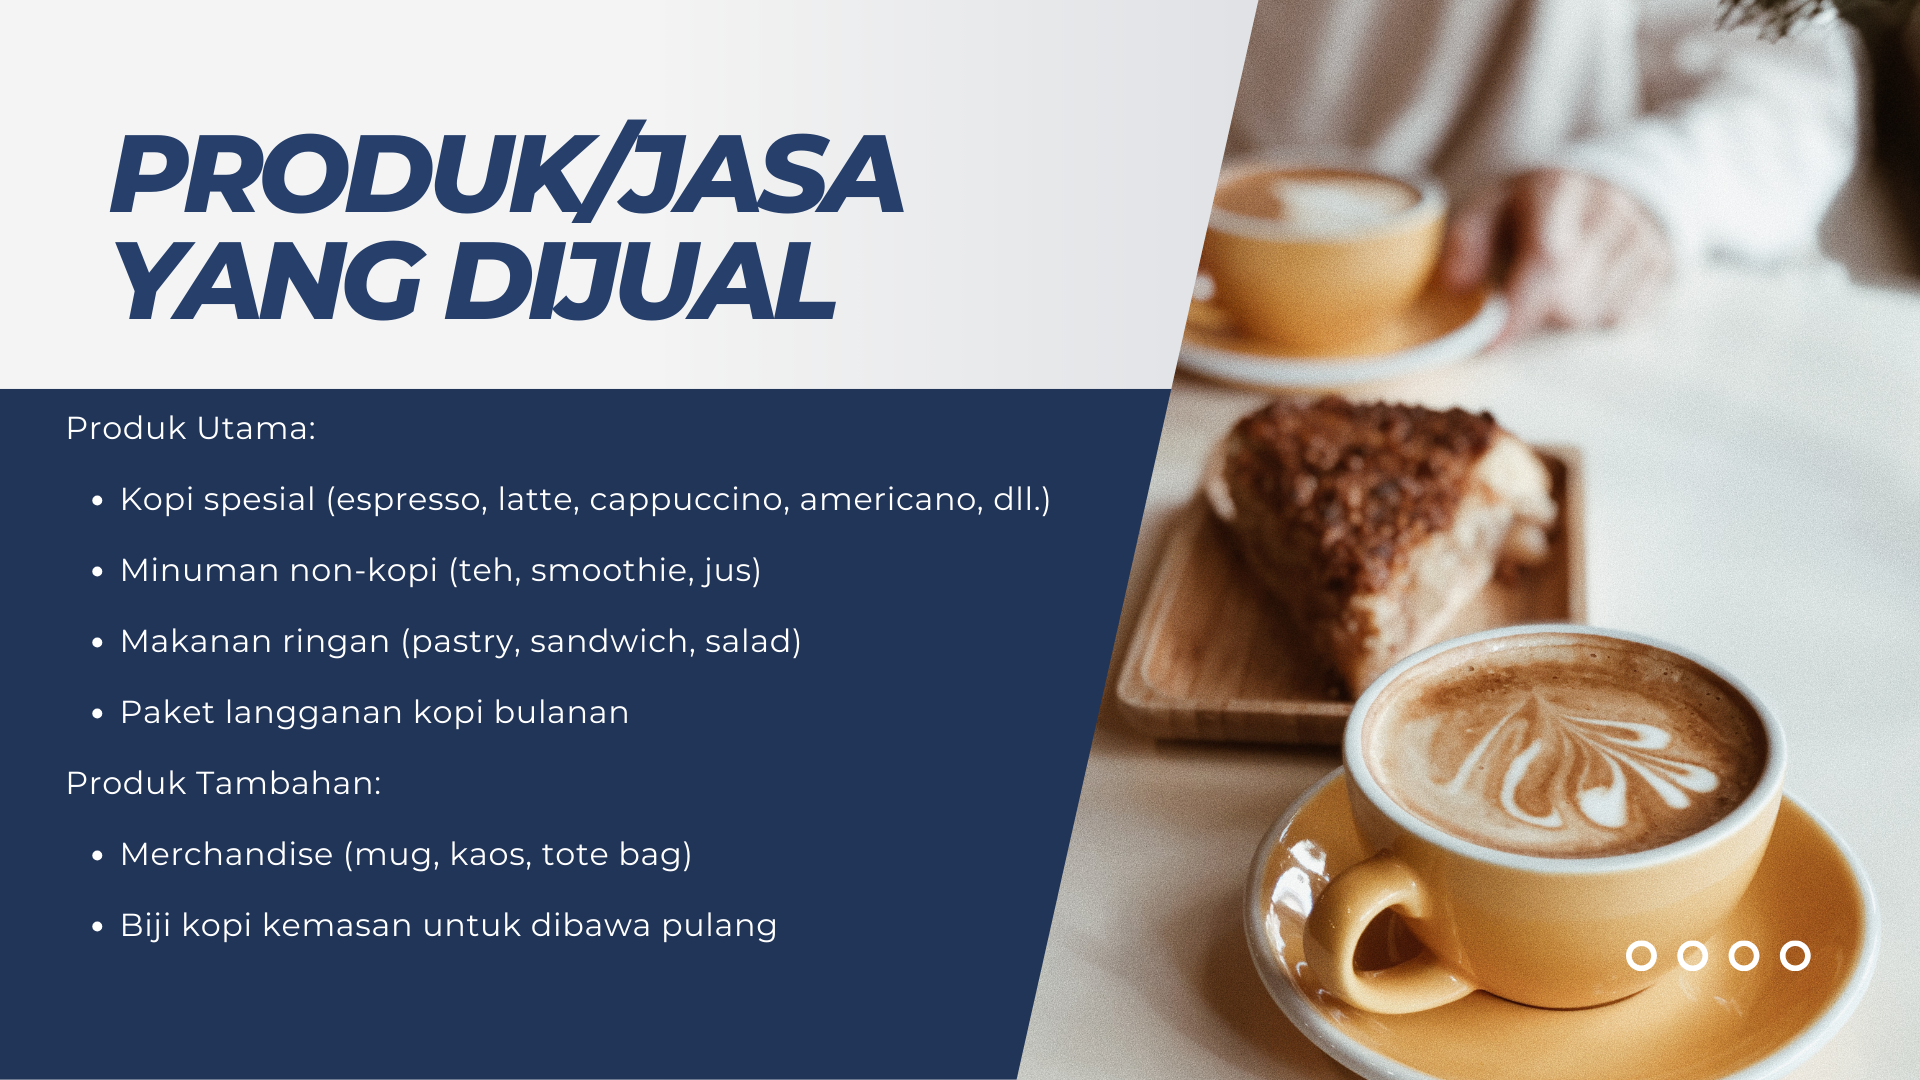 PRODUK/JASA
YANG DIJUAL
Produk Utama:
• Kopi spesial (espresso, latte, cappuccino, americano, dll.)
• Minuman non-kopi (teh, smoothie, jus)
• Makanan ringan (pastry, sandwich, salad)
• Paket langganan kopi bulanan
Produk Tambahan:
• Merchandise (mug, kaos, tote bag)
• Biji kopi kemasan untuk dibawa pulang